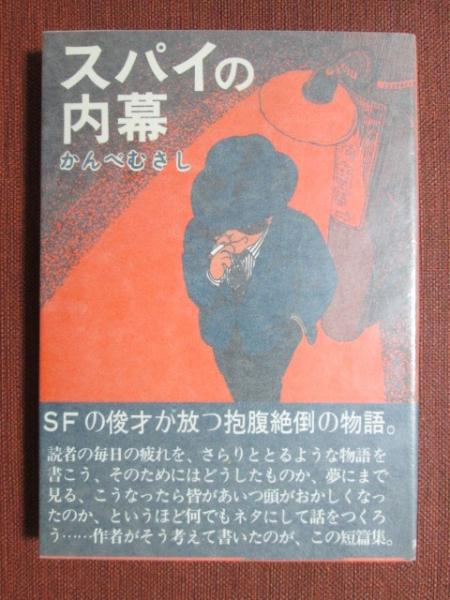 スパイの
内幕
かんべむさし
SFの俊才が放つ抱腹絶倒の物語。
読者の毎日の疲れを、さらりととるような物語を
書こう、そのためにはどうしたものか、夢にまで
見る、こうなったら皆があいつ頭がおかしくなっ
たのか、というほど何でもネタにして話をつくろ
う……作者がそう考えて書いたのが、この短篇集。